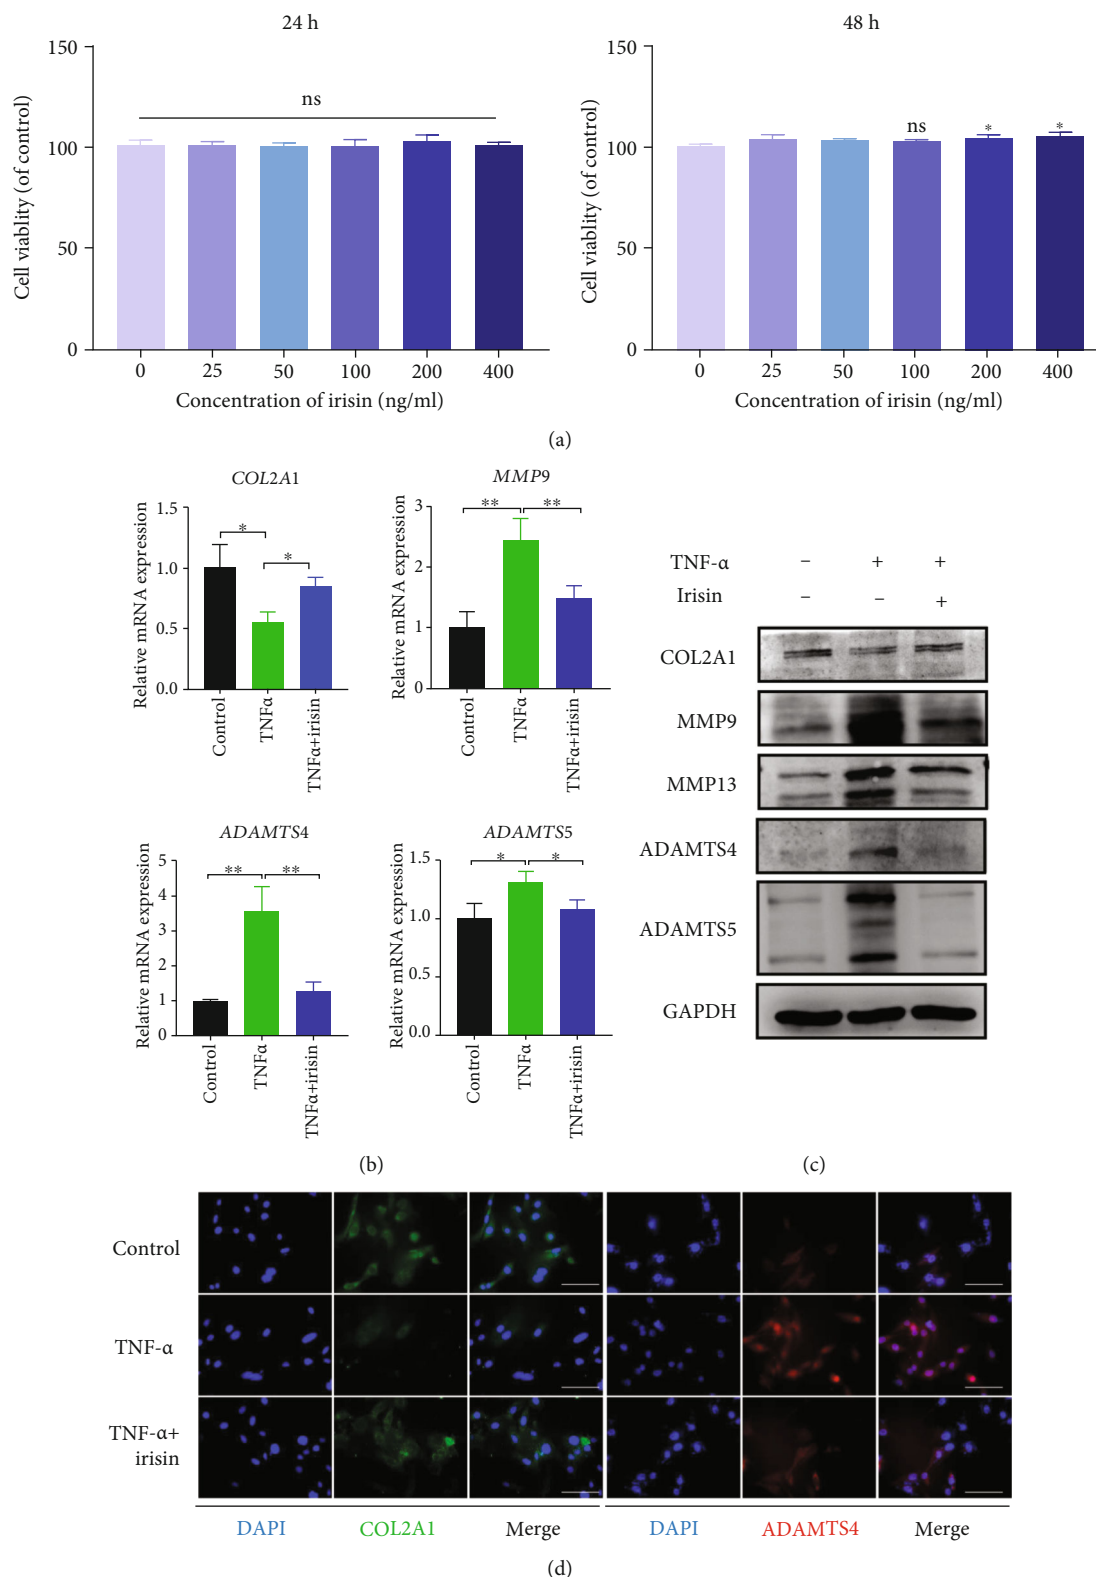 24 h
48 h
150
100
50
0
Cell viablity (of control)
ns
0 25 50 100 200 400
Concentration of irisin (ng/ml)
150
100
50
0
Cell viablity (of control)
ns * *
0 25 50 100 200 400
Concentration of irisin (ng/ml)
(a)
COL2A1
Relative mRNA expression
1.5
1.0
0.5
0.0
* *
Control
TNFα
TNFα+irisin
MMP9
Relative mRNA expression
3
2
1
0
** **
Control
TNFα
TNFα+irisin
ADAMTS4
Relative mRNA expression
5
4
3
2
1
0
** **
Control
TNFα
TNFα+irisin
ADAMTS5
Relative mRNA expression
1.5
1.0
0.5
0.0
* *
Control
TNFα
TNFα+irisin
(b)
TNF-α − + +
Irisin − − +
COL2A1
MMP9
MMP13
ADAMTS4
ADAMTS5
GAPDH
(c)
Control
TNF-α
TNF-α+
irisin
DAPI COL2A1 Merge DAPI ADAMTS4 Merge
(d)